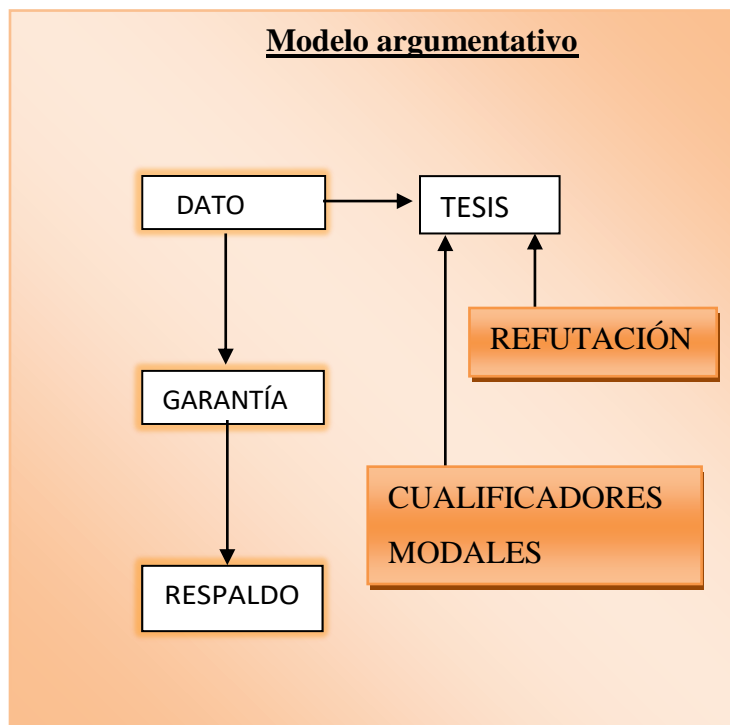 Modelo argumentativo
DATO
TESIS
REFUTACIÓN
GARANTÍA
CUALIFICADORES
MODALES
RESPALDO